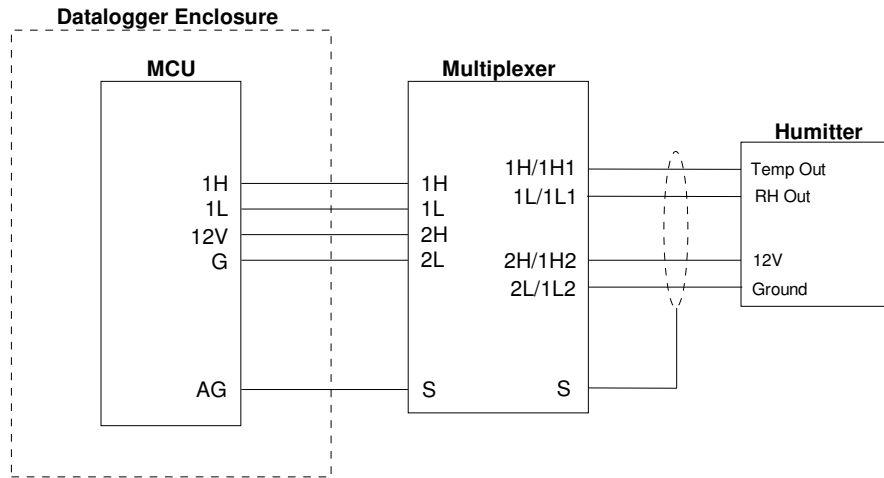 Datalogger Enclosure
MCU
1H
1L
12V
G
AG
Multiplexer
1H
1L
2H
2L
S
1H/1H1
1L/1L1
2H/1H2
2L/1L2
S
Humitter
Temp Out
RH Out
12V
Ground